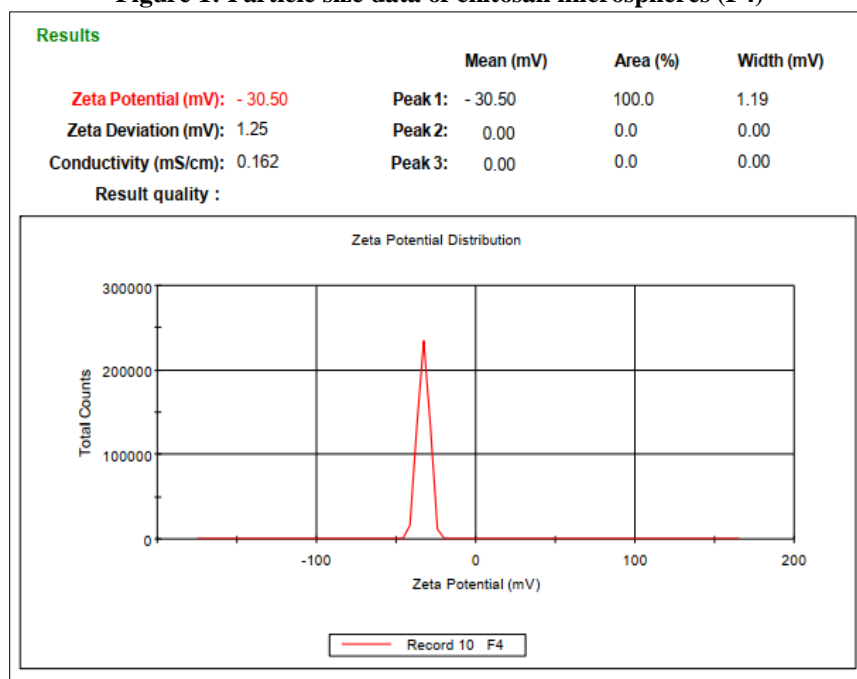 Figure 1: Particle size data of chitosan microspheres (F4)
Results
Mean (mV) Area (%) Width (mV)
Zeta Potential (mV): - 30.50 Peak 1: - 30.50 100.0 1.19
Zeta Deviation (mV): 1.25 Peak 2: 0.00 0.0 0.00
Conductivity (mS/cm): 0.162 Peak 3: 0.00 0.0 0.00
Result quality :
Zeta Potential Distribution
300000
200000
Total Counts
100000
0
-100 0 100 200
Zeta Potential (mV)
Record 10 F4